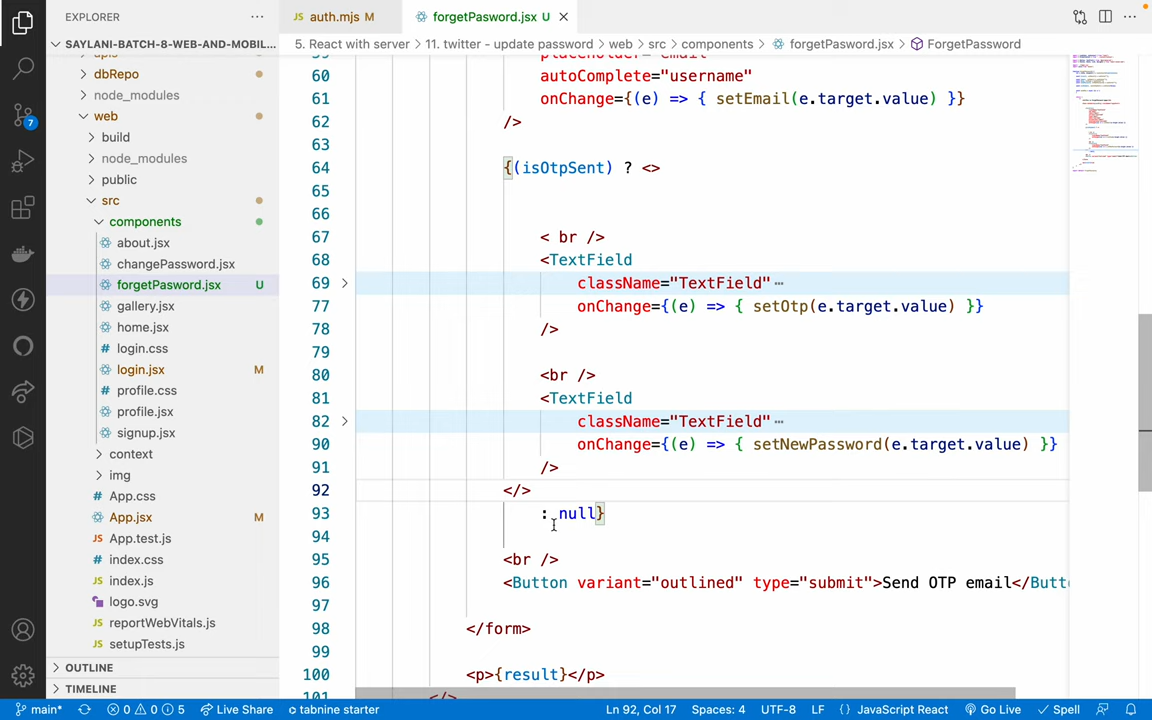 EXPLORER
auth.mjs M
forgetPasword.jsx U
SAYLANI-BATCH-8-WEB-AND-MOBIL...
5. React with server > 11. twitter - update password > web > src > components > forgetPasword.jsx > ForgetPassword
dbRepo
node_modules
web
build
node_modules
public
src
components
about.jsx
changePassword.jsx
forgetPasword.jsx U
gallery.jsx
home.jsx
login.css
login.jsx M
profile.css
profile.jsx
signup.jsx
context
img
App.css
App.jsx M
App.test.js
index.css
index.js
logo.svg
reportWebVitals.js
setupTests.js
OUTLINE
TIMELINE
7
60 autoComplete="username"
61 onChange={(e) => { setEmail(e.target.value) }}
62 />
63
64 {(isOtpSent) ? <>
65
66
67 < br />
68 <TextField
69 className="TextField" ⋯
77 onChange={(e) => { setOtp(e.target.value) }}
78 />
79
80 <br />
81 <TextField
82 className="TextField" ⋯
90 onChange={(e) => { setNewPassword(e.target.value) }}
91 />
92 </>
93 : null}
94
95 <br />
96 <Button variant="outlined" type="submit">Send OTP email</Butt
97
98 </form>
99
100 <p>{result}</p>
101 </>
main* 0 0 5 Live Share tabnine starter Ln 92, Col 17 Spaces: 4 UTF-8 LF {} JavaScript React Go Live Spell